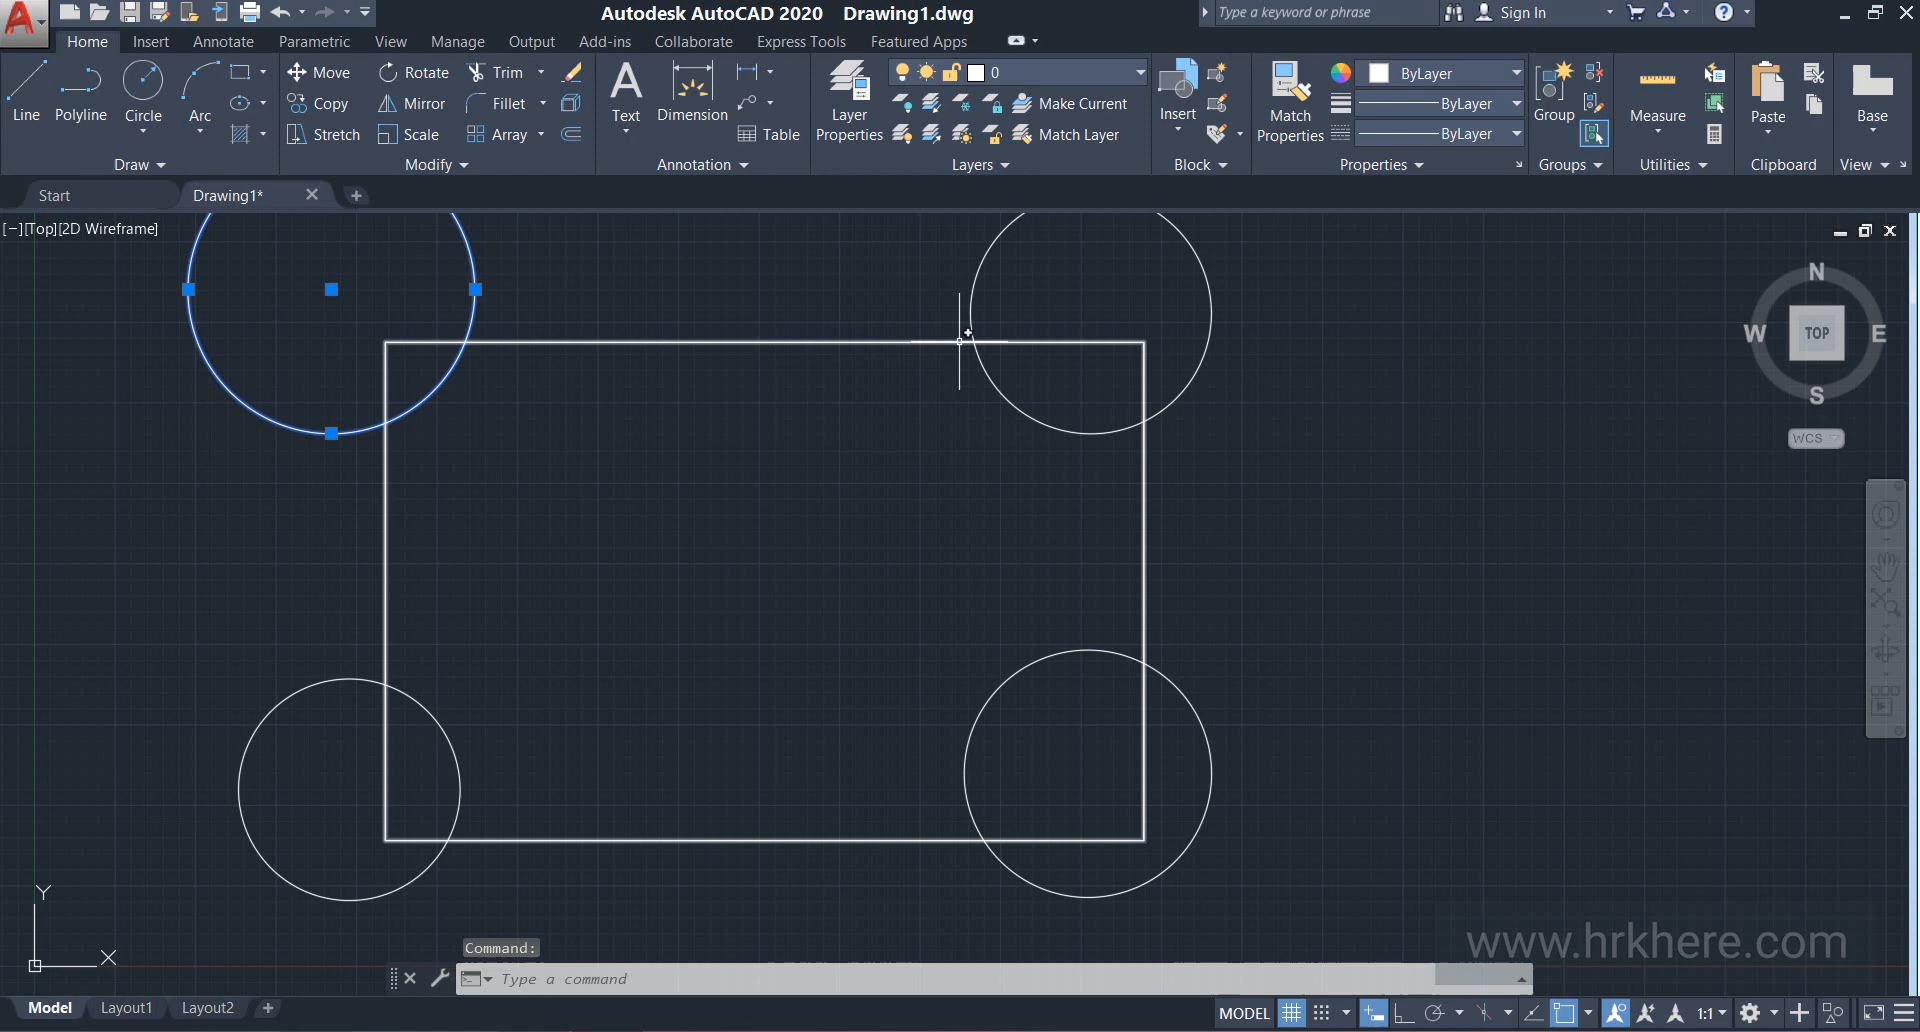 Autodesk AutoCAD 2020 Drawing1.dwg
Type a keyword or phrase
Sign In
Home Insert Annotate Parametric View Manage Output Add-ins Collaborate Express Tools Featured Apps
Line Polyline Circle Arc
Move Rotate Trim
Copy Mirror Fillet
Stretch Scale Array
Text Dimension Table
Layer Properties
0
Make Current
Match Layer
Insert
Match Properties
ByLayer
ByLayer
ByLayer
Group
Measure
Paste
Base
Draw Modify Annotation Layers Block Properties Groups Utilities Clipboard View
Start Drawing1*
[−][Top][2D Wireframe]
N
W TOP E
S
WCS
Y
X
Command:
Type a command
www.hrkhere.com
Model Layout1 Layout2
MODEL 1:1